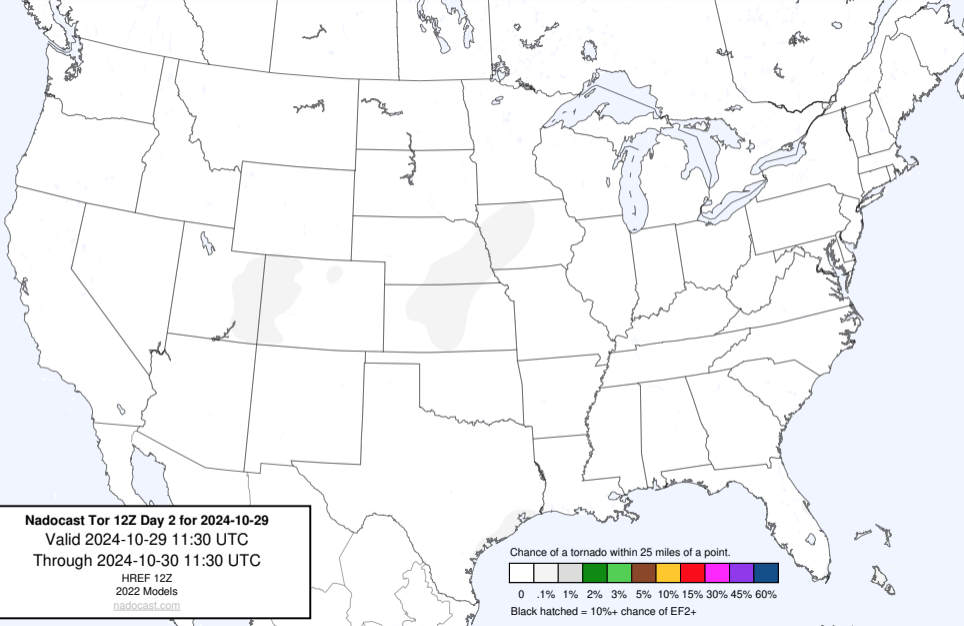 Nadocast Tor 12Z Day 2 for 2024-10-29
Valid 2024-10-29 11:30 UTC
Through 2024-10-30 11:30 UTC
HREF 12Z
2022 Models
nadocast.com
Chance of a tornado within 25 miles of a point.
0 .1% 1% 2% 3% 5% 10% 15% 30% 45% 60%
Black hatched = 10%+ chance of EF2+